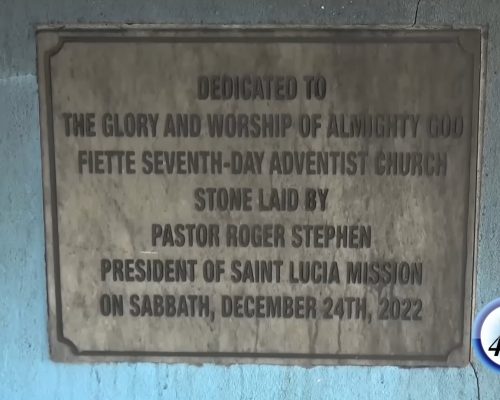 DEDICATED TO
THE GLORY AND WORSHIP OF ALMIGHTY GOD
FIETTE SEVENTH-DAY ADVENTIST CHURCH
STONE LAID BY
PASTOR ROGER STEPHEN
PRESIDENT OF SAINT LUCIA MISSION
ON SABBATH, DECEMBER 24TH, 2022
4